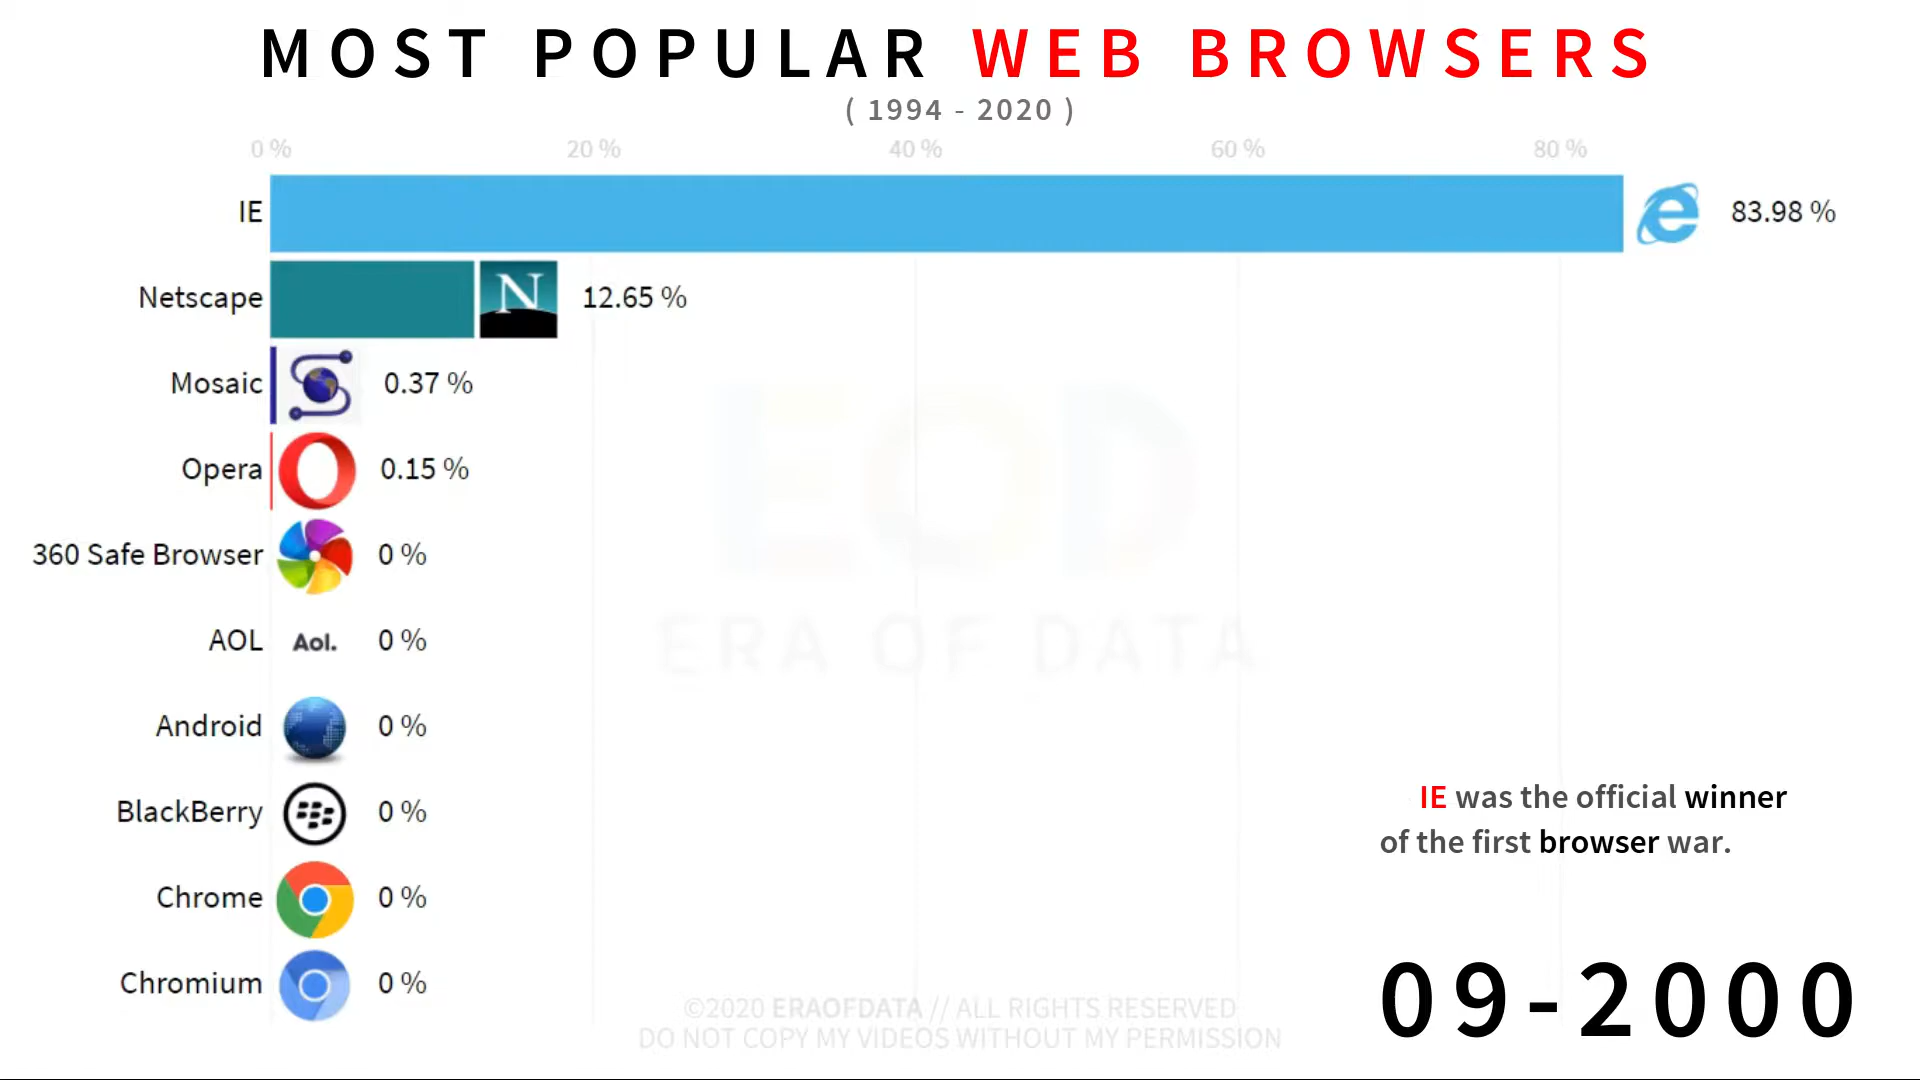 MOST POPULAR WEB BROWSERS
( 1994 - 2020 )
0 % 20 % 40 % 60 % 80 %
IE 83.98 %
Netscape N 12.65 %
Mosaic 0.37 %
Opera 0.15 %
360 Safe Browser 0 %
AOL Aol. 0 %
Android 0 %
BlackBerry 0 %
Chrome 0 %
Chromium 0 %
EOD
ERA OF DATA
IE was the official winner
of the first browser war.
09-2000
©2020 ERAOFDATA // ALL RIGHTS RESERVED
DO NOT COPY MY VIDEOS WITHOUT MY PERMISSION